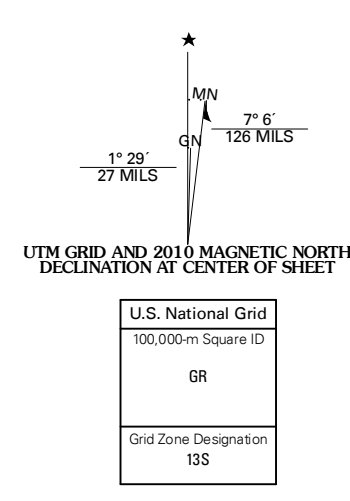 MN
7° 6´
126 MILS
GN
1° 29´
27 MILS
UTM GRID AND 2010 MAGNETIC NORTH
DECLINATION AT CENTER OF SHEET
U.S. National Grid
100,000-m Square ID
GR
Grid Zone Designation
13S